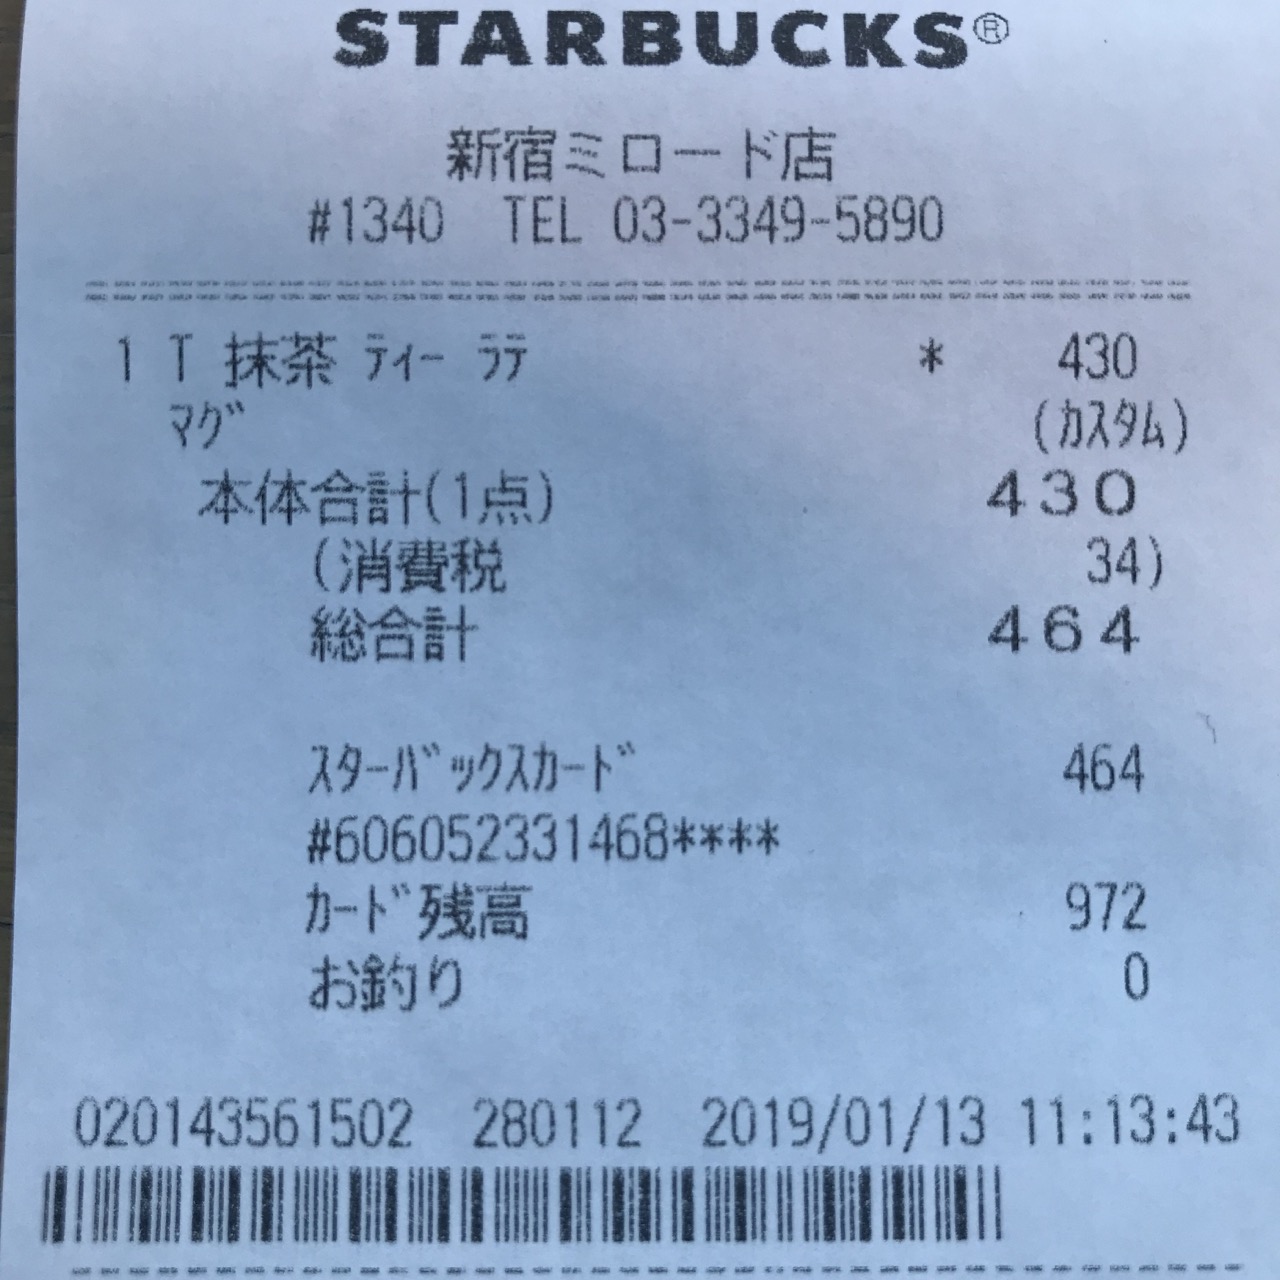 STARBUCKS®
新宿ミロード店
#1340 TEL 03-3349-5890
1 T 抹茶 ﾃｨｰ ﾗﾃ * 430
ﾏｸﾞ (ｶｽﾀﾑ)
本体合計(1点) 430
(消費税 34)
総合計 464
ｽﾀｰﾊﾞｯｸｽｶｰﾄﾞ 464
#606052331468****
ｶｰﾄﾞ残高 972
お釣り 0
020143561502 280112 2019/01/13 11:13:43